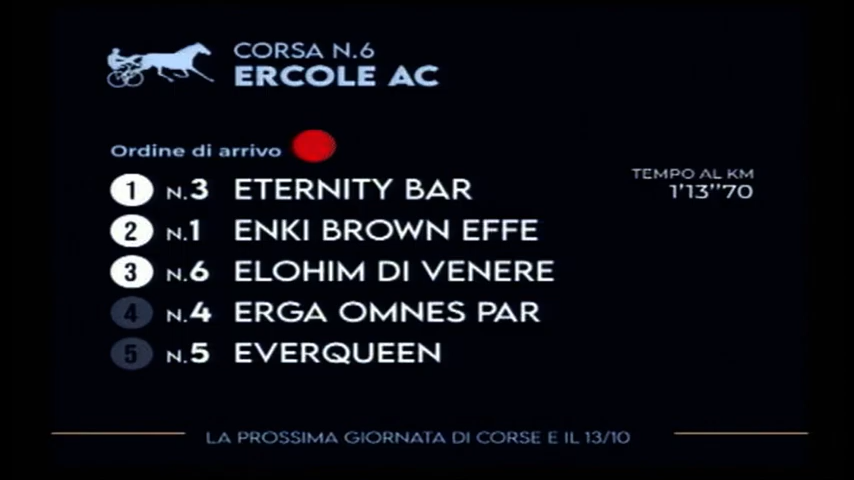 CORSA N.6
ERCOLE AC
Ordine di arrivo
TEMPO AL KM
1'13''70
1 N.3 ETERNITY BAR
2 N.1 ENKI BROWN EFFE
3 N.6 ELOHIM DI VENERE
4 N.4 ERGA OMNES PAR
5 N.5 EVERQUEEN
LA PROSSIMA GIORNATA DI CORSE E IL 13/10